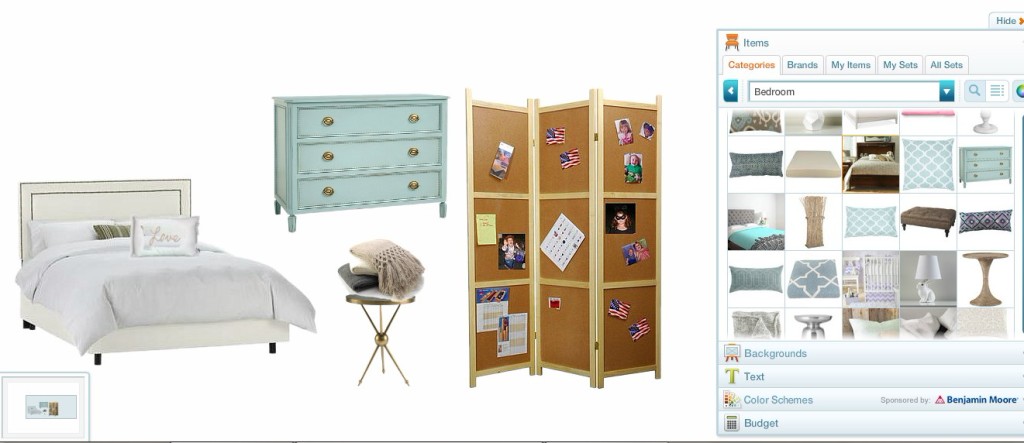 Hide
Items
Categories Brands My Items My Sets All Sets
Bedroom
Love
Backgrounds
Text
Color Schemes Sponsored by: Benjamin Moore
Budget